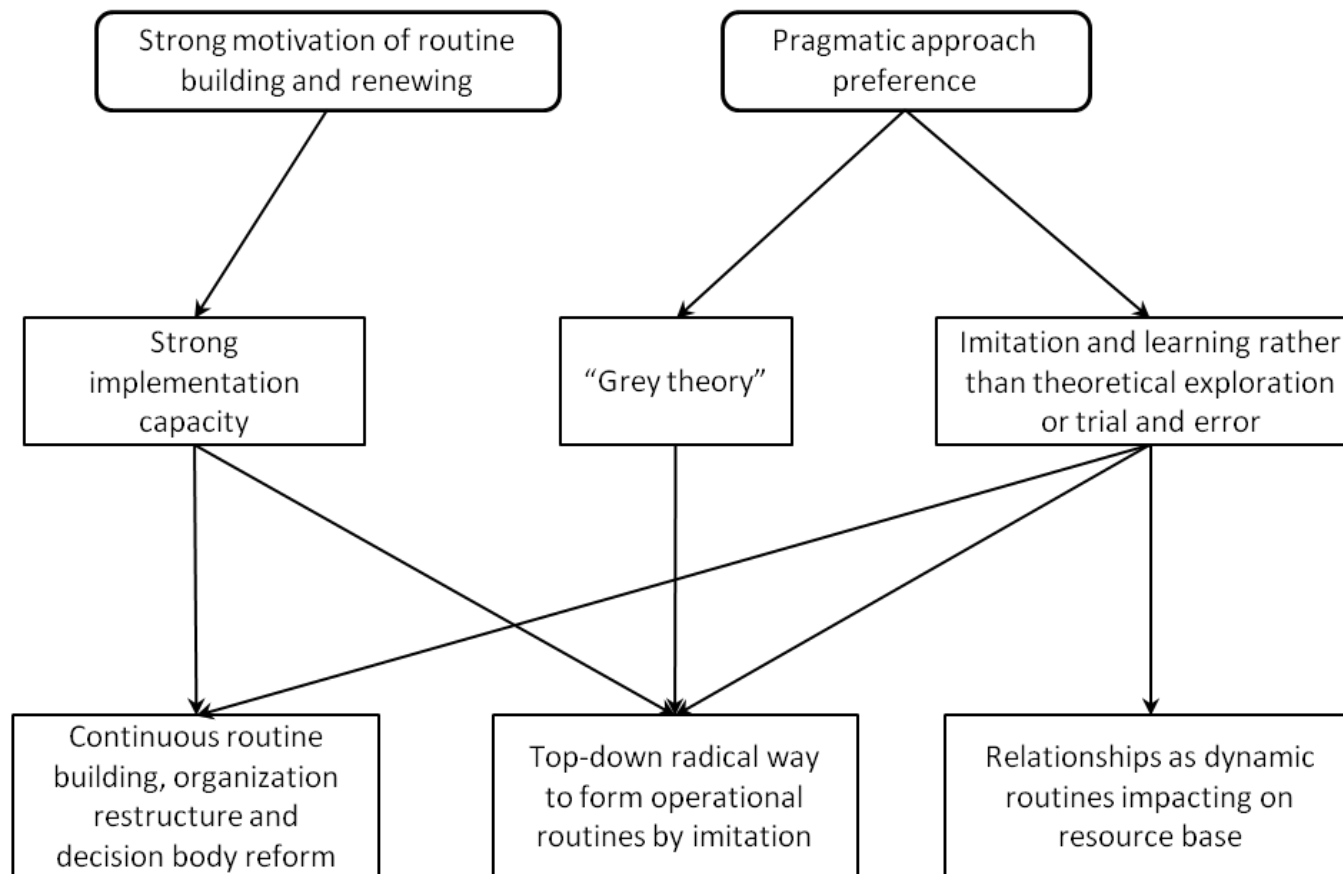 Strong motivation of routine
building and renewing
Pragmatic approach
preference
Strong
implementation
capacity
“Grey theory”
Imitation and learning rather
than theoretical exploration
or trial and error
Continuous routine
building, organization
restructure and
decision body reform
Top-down radical way
to form operational
routines by imitation
Relationships as dynamic
routines impacting on
resource base